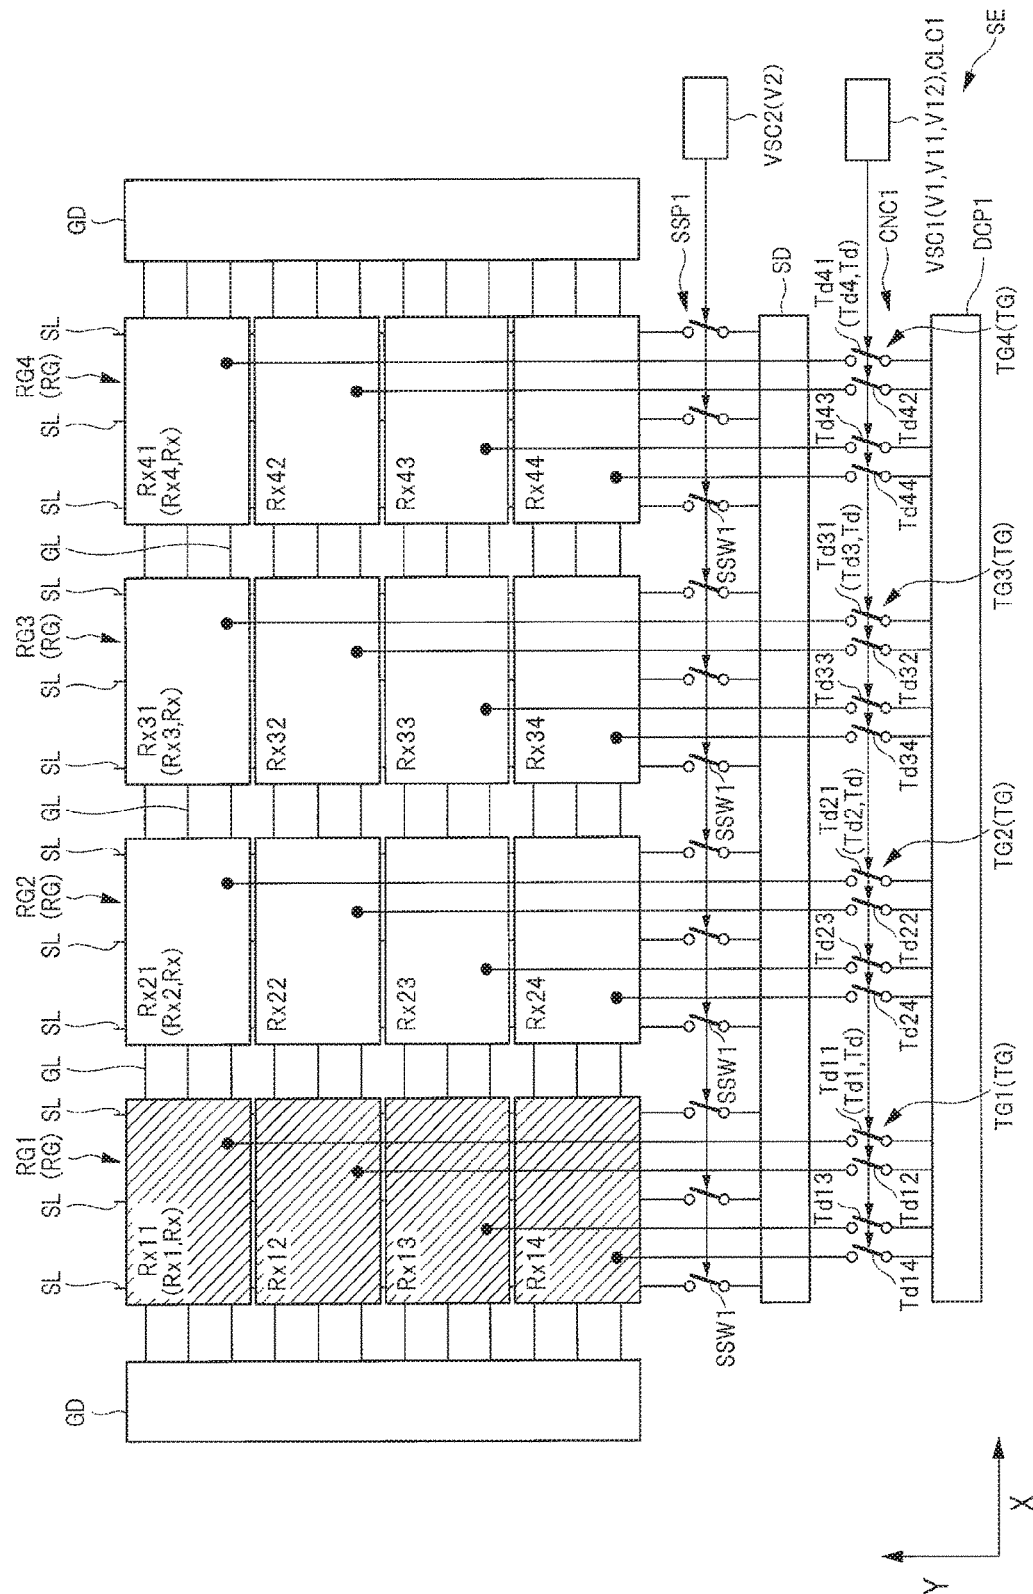 SL
RG1
(RG)
SL
SL
GL
RG2
(RG)
SL
SL
SL
GL
RG3
(RG)
SL
SL
SL
GL
RG4
(RG)
SL
SL
SL
GD
GD
Rx11
(Rx1,Rx)
Rx12
Rx13
Rx14
Rx21
(Rx2,Rx)
Rx22
Rx23
Rx24
Rx31
(Rx3,Rx)
Rx32
Rx33
Rx34
Rx41
(Rx4,Rx)
Rx42
Rx43
Rx44
SSP1
VSC2(V2)
SSW1
SSW1
SSW1
SSW1
SD
Td11
(Td1,Td)
Td13
Td14
Td12
Td21
(Td2,Td)
Td23
Td24
Td22
Td31
(Td3,Td)
Td33
Td34
Td32
Td41
(Td4,Td)
Td43
Td44
Td42
CNC1
VSC1(V1,V11,V12),CLC1
TG1(TG)
TG2(TG)
TG3(TG)
TG4(TG)
DCP1
SE
Y
X